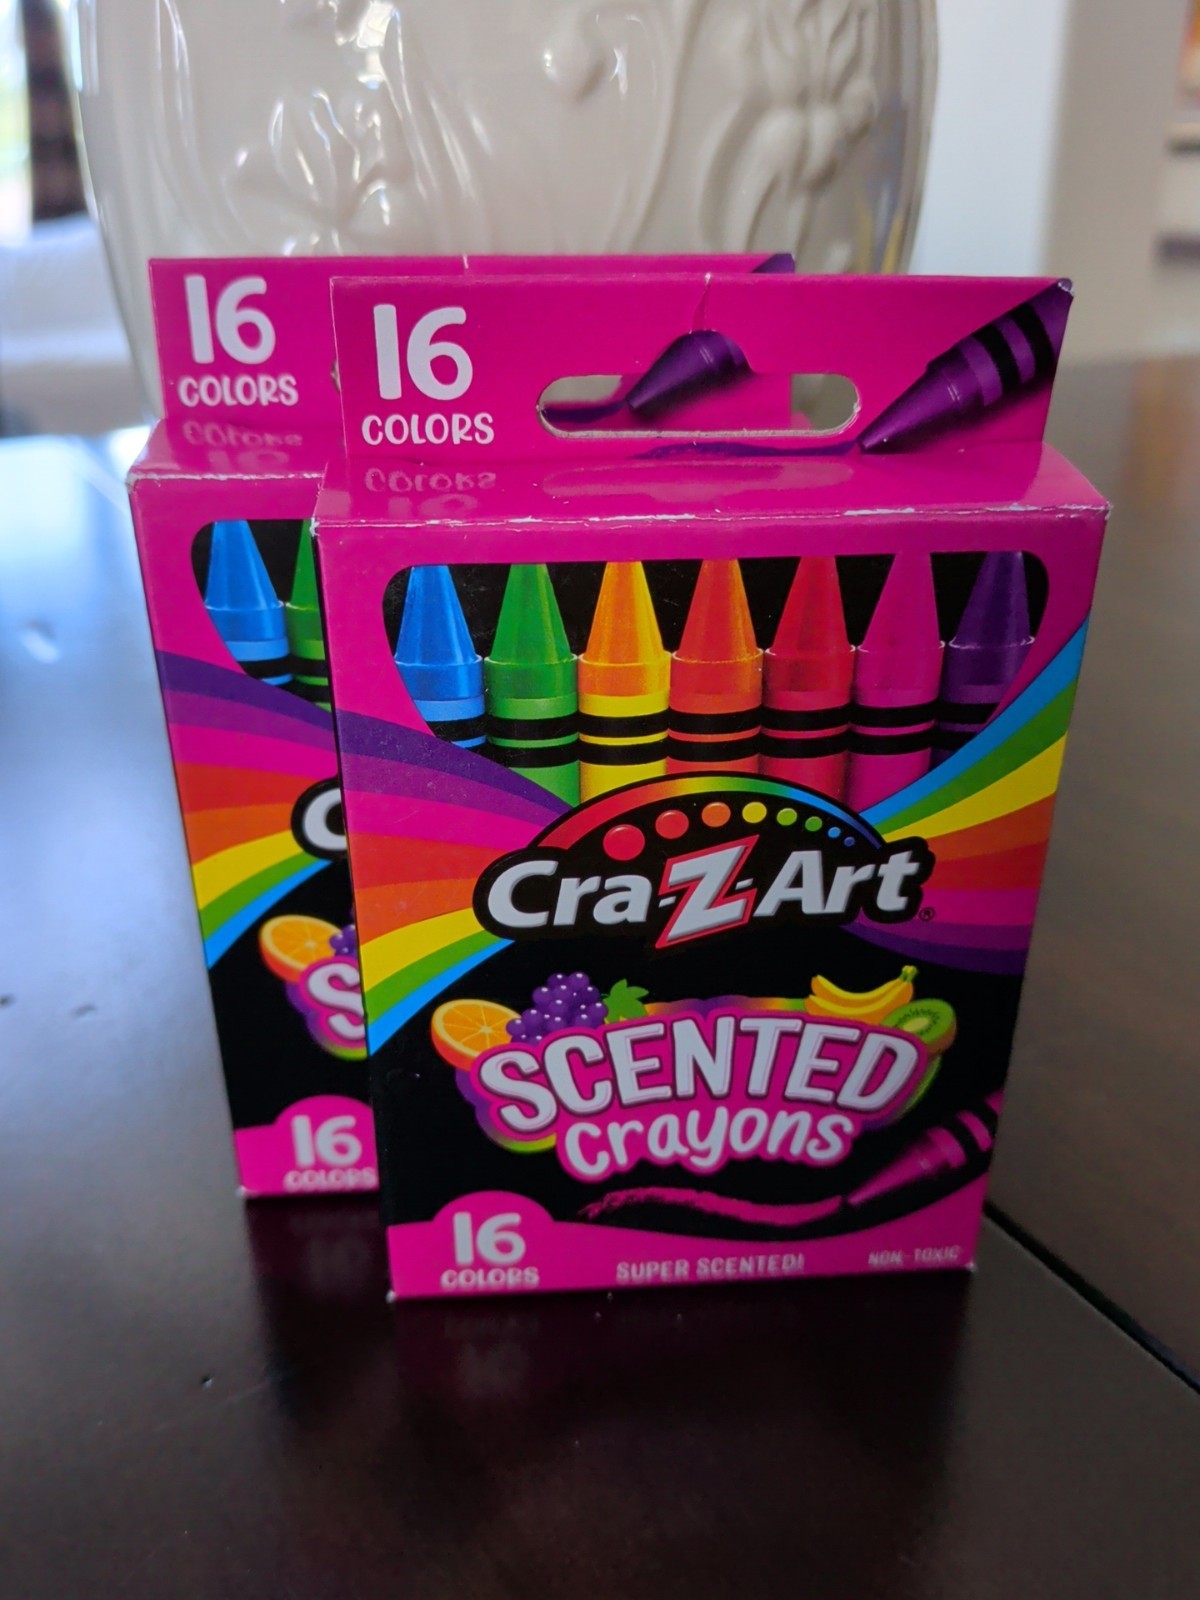 16
COLORS
16
COLORS
Cra-Z-Art®
SCENTED
crayons
16
COLORS
SUPER SCENTED!
NON-TOXIC
16
COLORS
C
S